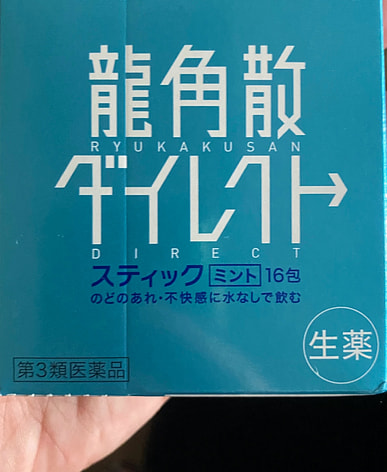 龍角散
RYUKAKUSAN
ダイレクト
DIRECT
スティック ミント 16包
のどのあれ・不快感に水なしで飲む
生薬
第3類医薬品